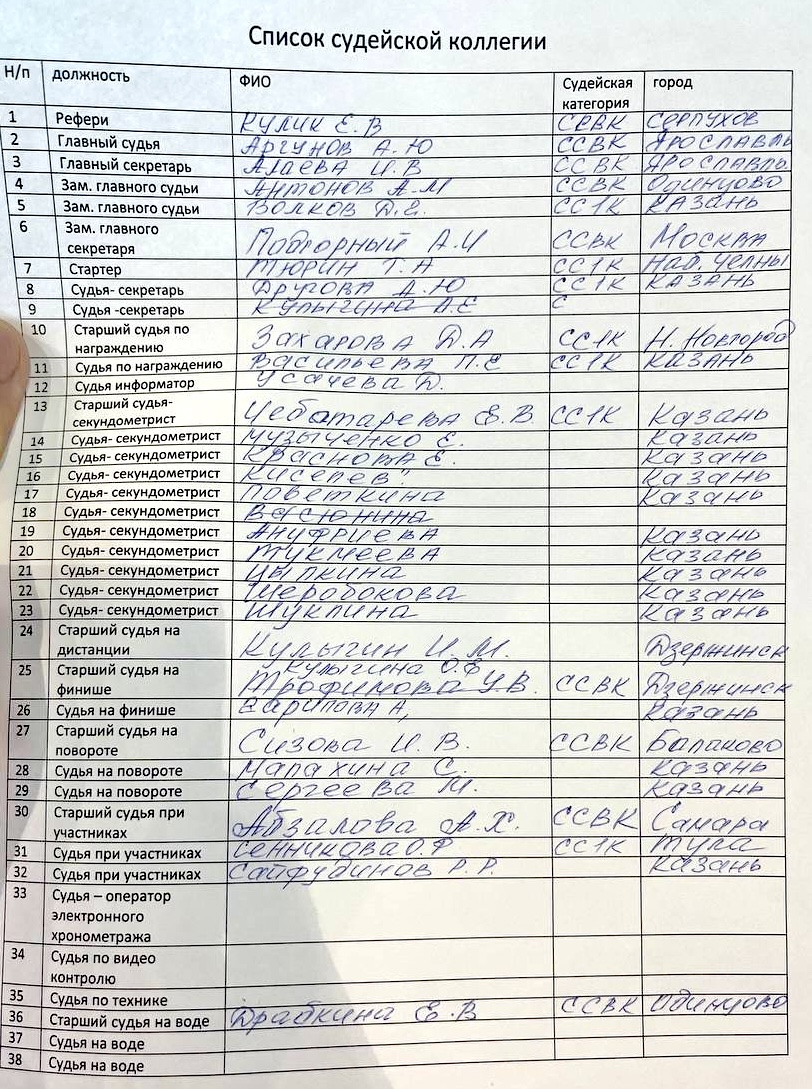 Список судейской коллегии
Н/п должность ФИО Судейская категория город
1 Рефери Кулик Е.В ССВК Серпухов
2 Главный судья Аргунов А.Ю ССВК Ярославль
3 Главный секретарь Агаева И.В ССВК Ярославль
4 Зам. главного судьи Антонов А.М ССВК Одинцово
5 Зам. главного судьи Волков Д.Е. СС1К Казань
6 Зам. главного секретаря Подгорный А.И ССВК Москва
7 Стартер Тюрин Т.А СС1К Наб. Челны
8 Судья- секретарь Другова А.Ю СС1К Казань
9 Судья -секретарь Кулыгина А.Е С
10 Старший судья по награждению Захарова Д.А СС1К Н. Новгород
11 Судья по награждению Васильева П.Е СС1К Казань
12 Судья информатор Усачева Д.
13 Старший судья- секундометрист Чеботарева Е.В. СС1К Казань
14 Судья- секундометрист Музыченко Е. Казань
15 Судья- секундометрист Краснова Е. Казань
16 Судья- секундометрист Киселев Казань
17 Судья- секундометрист Поветкина Казань
18 Судья- секундометрист Васюнина
19 Судья- секундометрист Ануфриева Казань
20 Судья- секундометрист Тукмеева Казань
21 Судья- секундометрист Цыпкина Казань
22 Судья- секундометрист Щеробокова Казань
23 Судья- секундометрист Шуклина Казань
24 Старший судья на дистанции Кулыгин И.М. Дзержинск
25 Старший судья на финише Кулыгина О.Ф Трофимова У.В. ССВК Дзержинск
26 Судья на финише Гарипова А, Казань
27 Старший судья на повороте Сизова И.В. ССВК Балаково
28 Судья на повороте Малахина С. Казань
29 Судья на повороте Сергеева М. Казань
30 Старший судья при участниках Абзалова А.Х. ССВК Самара
31 Судья при участниках Сенникова О.Ф СС1К Тула
32 Судья при участниках Сайфубинов Р.Р. Казань
33 Судья – оператор электронного хронометража
34 Судья по видео контролю
35 Судья по технике
36 Старший судья на воде Драбкина Е.В ССВК Одинцово
37 Судья на воде
38 Судья на воде